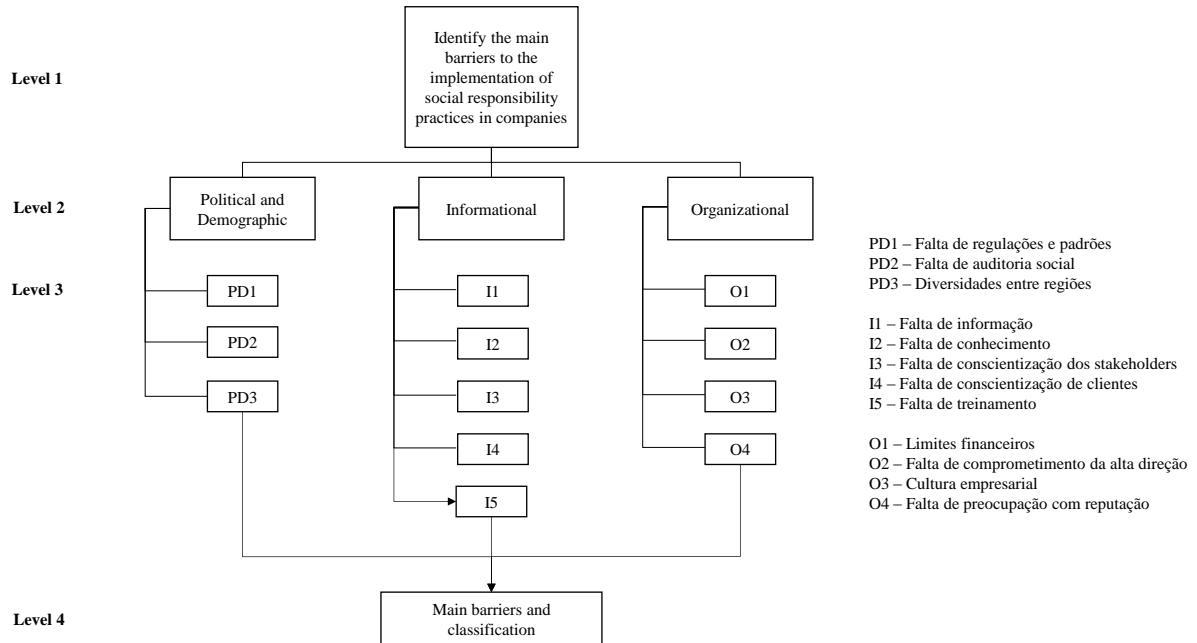 Level 1
Identify the main
barriers to the
implementation of
social responsibility
practices in companies
Level 2
Political and
Demographic
Informational
Organizational
Level 3
PD1
PD2
PD3
I1
I2
I3
I4
I5
O1
O2
O3
O4
PD1 – Falta de regulações e padrões
PD2 – Falta de auditoria social
PD3 – Diversidades entre regiões
I1 – Falta de informação
I2 – Falta de conhecimento
I3 – Falta de conscientização dos stakeholders
I4 – Falta de conscientização de clientes
I5 – Falta de treinamento
O1 – Limites financeiros
O2 – Falta de comprometimento da alta direção
O3 – Cultura empresarial
O4 – Falta de preocupação com reputação
Level 4
Main barriers and
classification